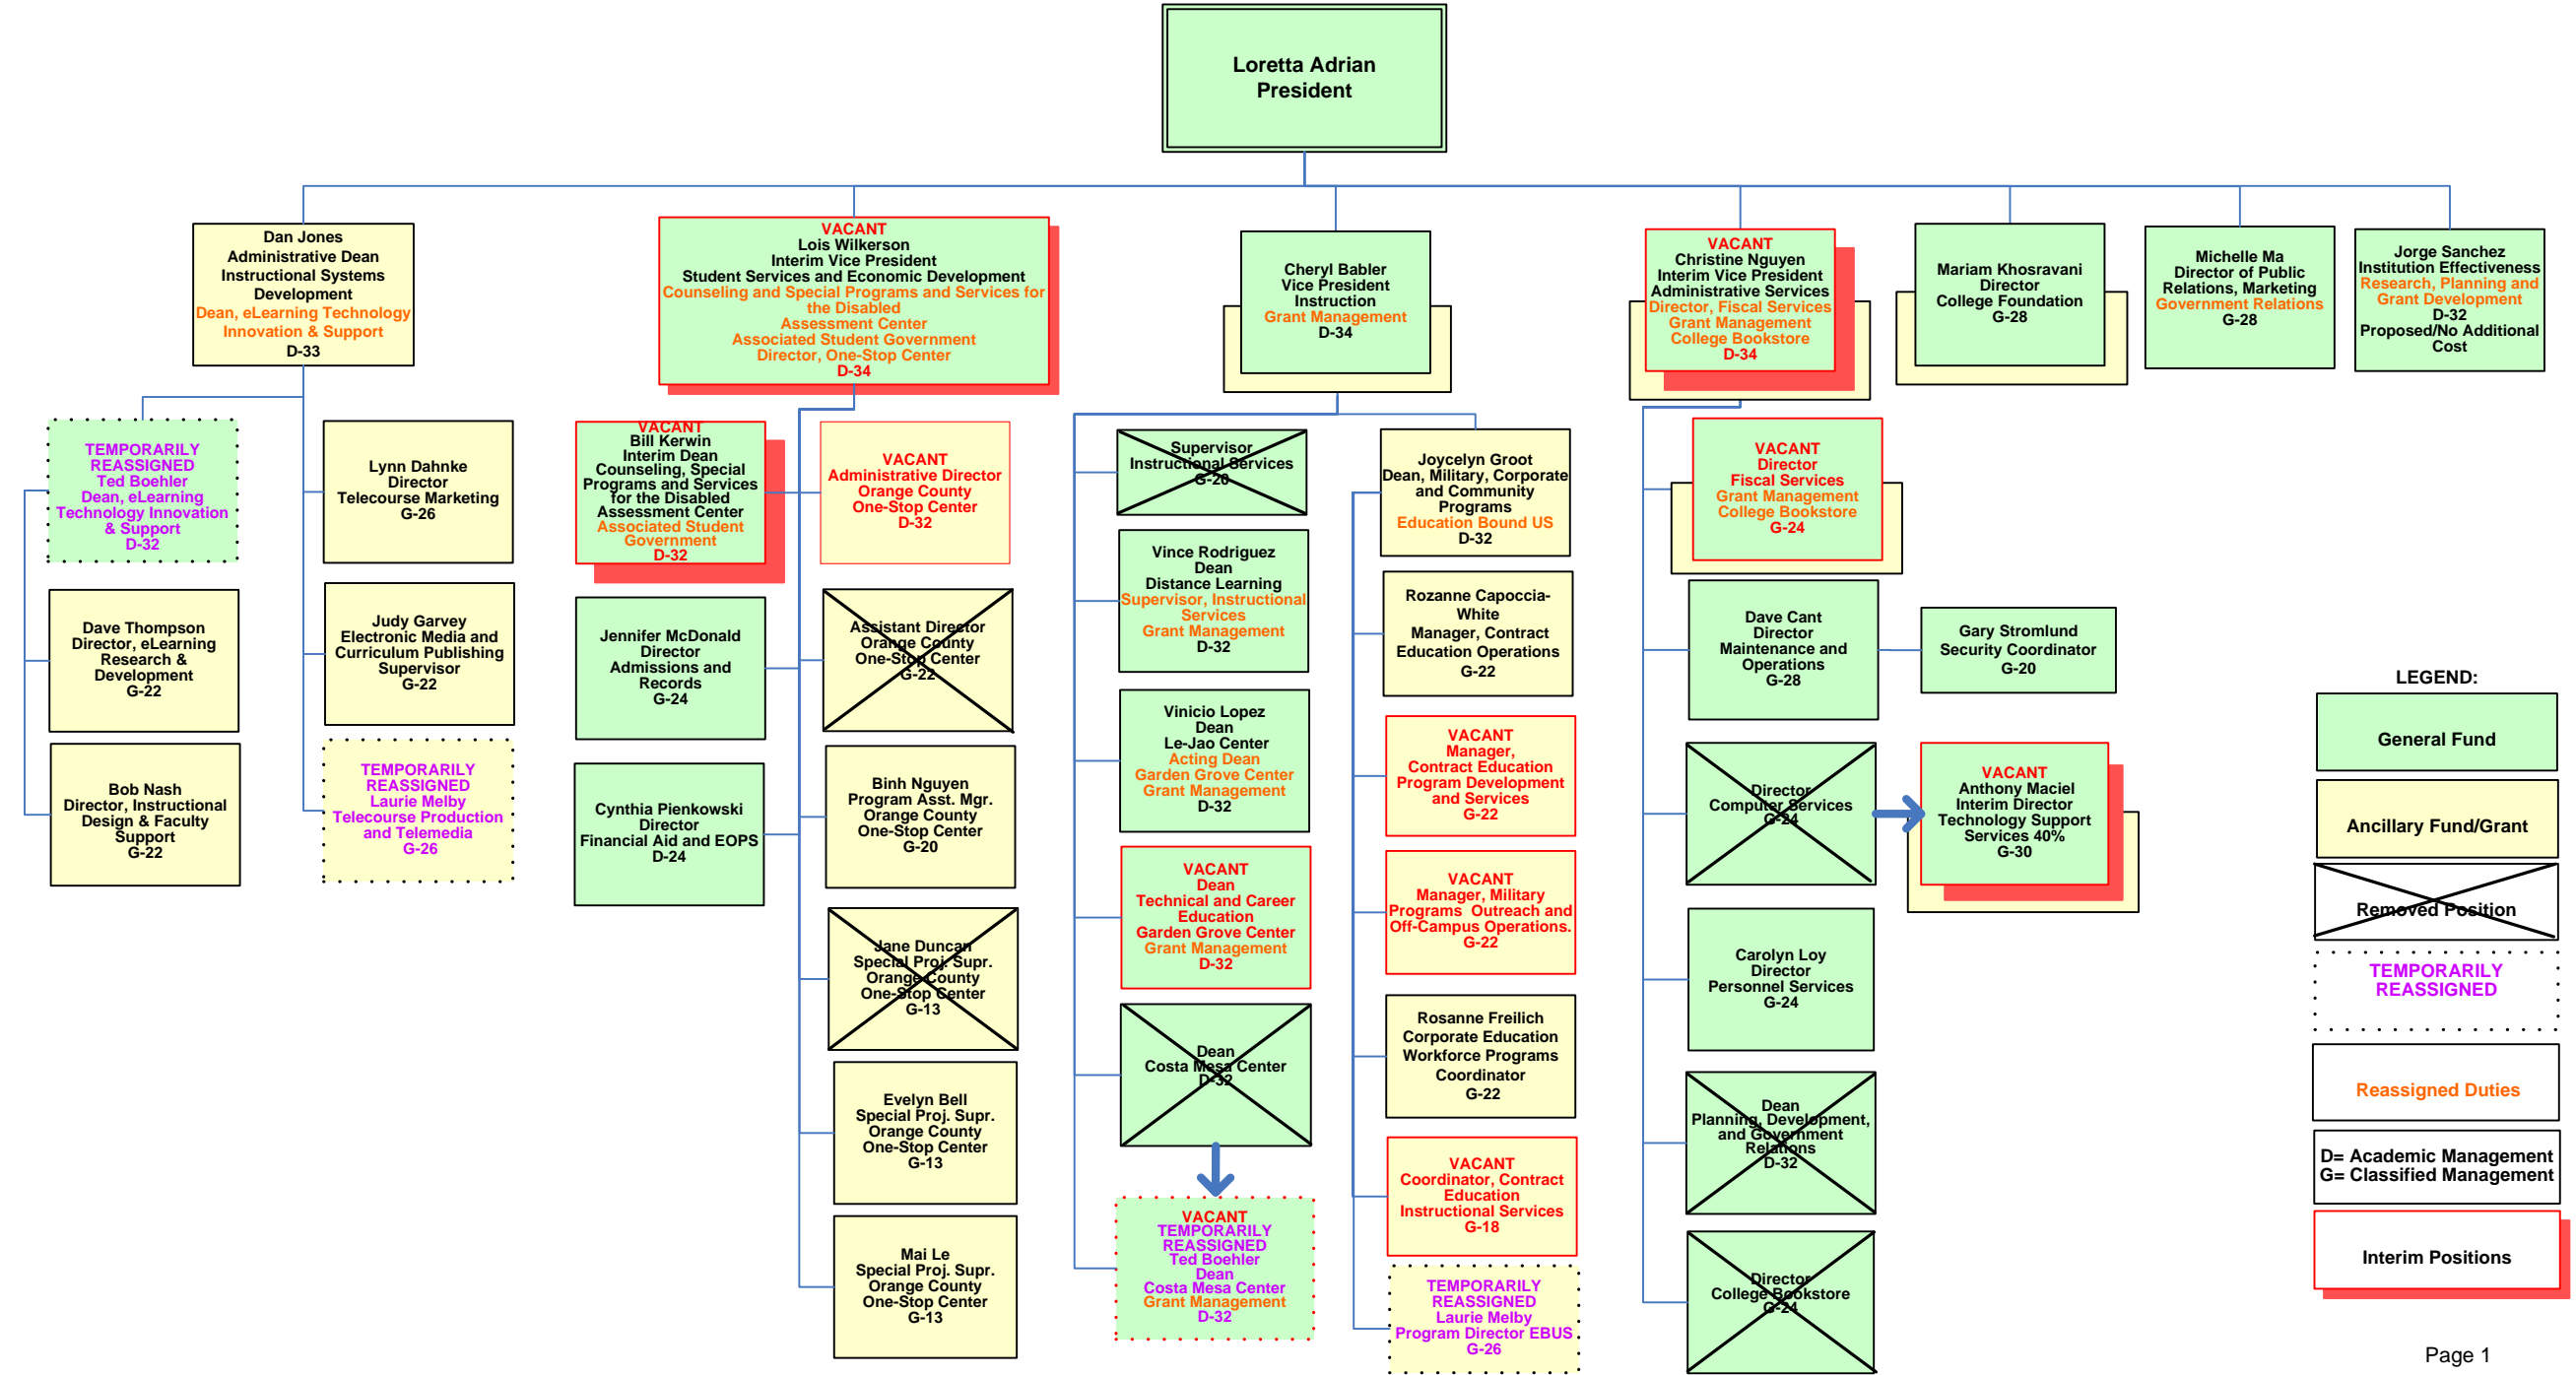 Loretta Adrian
President
Dan Jones
Administrative Dean
Instructional Systems
Development
Dean, eLearning Technology
Innovation & Support
D-33
VACANT
Lois Wilkerson
Interim Vice President
Student Services and Economic Development
Counseling and Special Programs and Services for
the Disabled
Assessment Center
Associated Student Government
Director, One-Stop Center
D-34
Cheryl Babler
Vice President
Instruction
Grant Management
D-34
VACANT
Christine Nguyen
Interim Vice President
Administrative Services
Director, Fiscal Services
Grant Management
College Bookstore
D-34
Mariam Khosravani
Director
College Foundation
G-28
Michelle Ma
Director of Public
Relations, Marketing
Government Relations
G-28
Jorge Sanchez
Institution Effectiveness
Research, Planning and
Grant Development
D-32
Proposed/No Additional
Cost
TEMPORARILY
REASSIGNED
Ted Boehler
Dean, eLearning
Technology Innovation
& Support
D-32
Dave Thompson
Director, eLearning
Research &
Development
G-22
Bob Nash
Director, Instructional
Design & Faculty
Support
G-22
Lynn Dahnke
Director
Telecourse Marketing
G-26
Judy Garvey
Electronic Media and
Curriculum Publishing
Supervisor
G-22
TEMPORARILY
REASSIGNED
Laurie Melby
Telecourse Production
and Telemedia
G-26
VACANT
Bill Kerwin
Interim Dean
Counseling, Special
Programs and Services
for the Disabled
Assessment Center
Associated Student
Government
D-32
Jennifer McDonald
Director
Admissions and
Records
G-24
Cynthia Pienkowski
Director
Financial Aid and EOPS
D-24
VACANT
Administrative Director
Orange County
One-Stop Center
D-32
Assistant Director
Orange County
One-Stop Center
G-22
Binh Nguyen
Program Asst. Mgr.
Orange County
One-Stop Center
G-20
Jane Duncan
Special Proj. Supr.
Orange County
One-Stop Center
G-13
Evelyn Bell
Special Proj. Supr.
Orange County
One-Stop Center
G-13
Mai Le
Special Proj. Supr.
Orange County
One-Stop Center
G-13
Supervisor
Instructional Services
G-20
Vince Rodriguez
Dean
Distance Learning
Supervisor, Instructional
Services
Grant Management
D-32
Vinicio Lopez
Dean
Le-Jao Center
Acting Dean
Garden Grove Center
Grant Management
D-32
VACANT
Dean
Technical and Career
Education
Garden Grove Center
Grant Management
D-32
Dean
Costa Mesa Center
D-32
VACANT
TEMPORARILY
REASSIGNED
Ted Boehler
Dean
Costa Mesa Center
Grant Management
D-32
Joycelyn Groot
Dean, Military, Corporate
and Community
Programs
Education Bound US
D-32
Rozanne Capoccia-
White
Manager, Contract
Education Operations
G-22
VACANT
Manager,
Contract Education
Program Development
and Services
G-22
VACANT
Manager, Military
Programs  Outreach and
Off-Campus Operations.
G-22
Rosanne Freilich
Corporate Education
Workforce Programs
Coordinator
G-22
VACANT
Coordinator, Contract
Education
Instructional Services
G-18
TEMPORARILY
REASSIGNED
Laurie Melby
Program Director EBUS
G-26
VACANT
Director
Fiscal Services
Grant Management
College Bookstore
G-24
Dave Cant
Director
Maintenance and
Operations
G-28
Gary Stromlund
Security Coordinator
G-20
Director
Computer Services
G-24
VACANT
Anthony Maciel
Interim Director
Technology Support
Services 40%
G-30
Carolyn Loy
Director
Personnel Services
G-24
Dean
Planning, Development,
and Government
Relations
D-32
Director
College Bookstore
G-24
LEGEND:
General Fund
Ancillary Fund/Grant
Removed Position
TEMPORARILY
REASSIGNED
Reassigned Duties
D= Academic Management
G= Classified Management
Interim Positions
Page 1